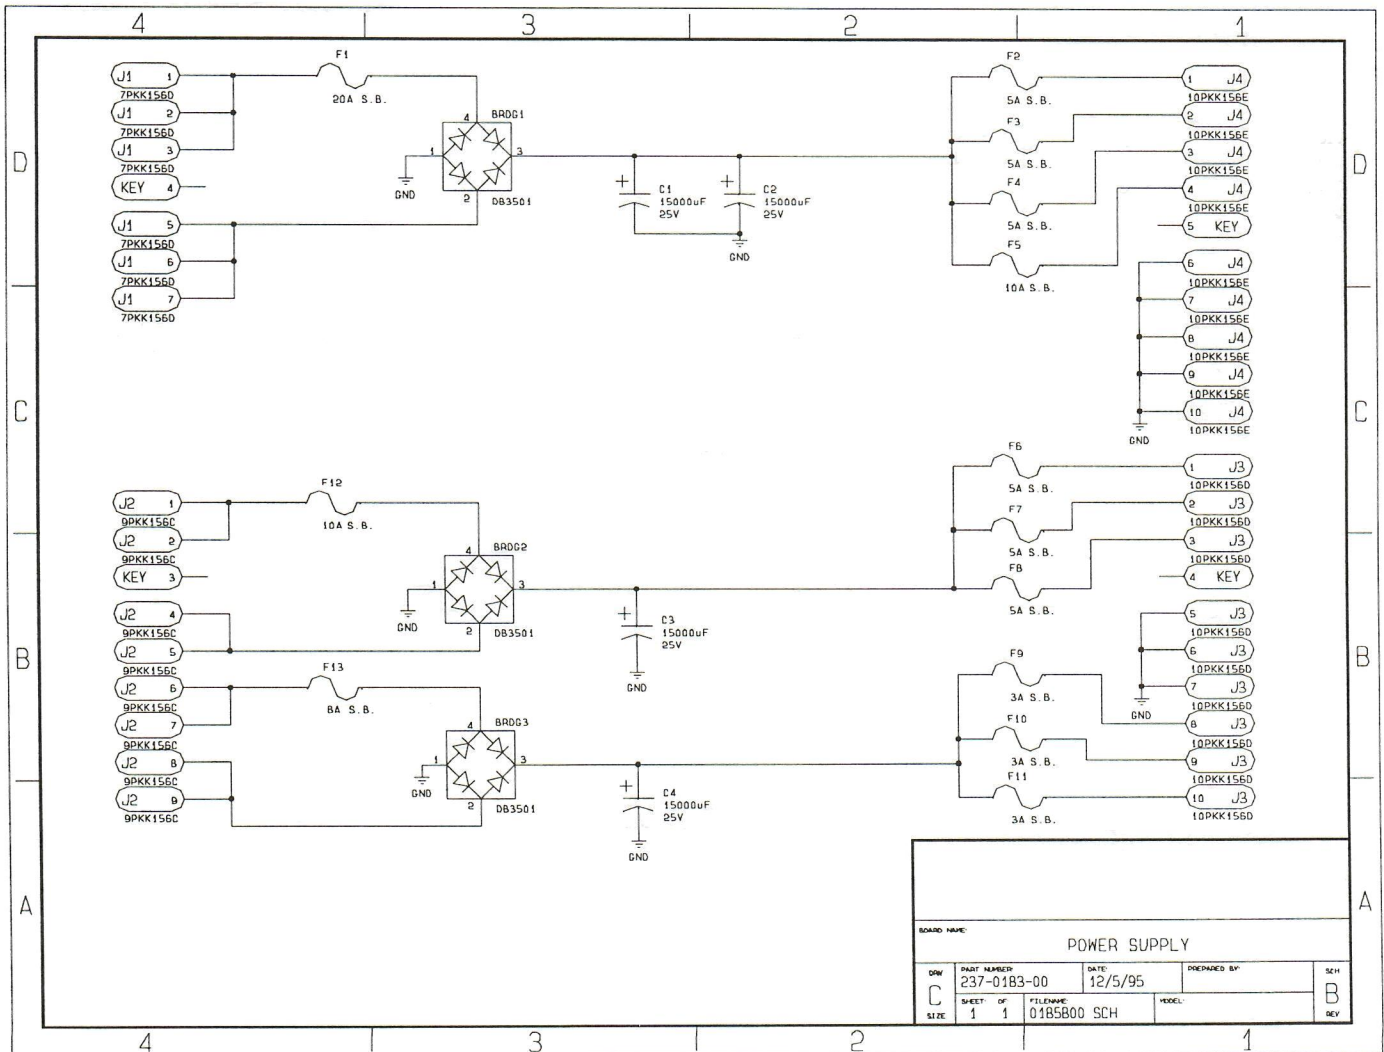 4 3 2 1
D
C
B
A
D
C
B
A
4 3 2 1
J1 1
7PKK156D
J1 2
7PKK156D
J1 3
7PKK156D
KEY 4
J1 5
7PKK156D
J1 6
7PKK156D
J1 7
7PKK156D
F1
20A S.B.
BRDG1
4
1
3
2
DB3501
GND
+
C1
15000uF
25V
+
C2
15000uF
25V
GND
F2
5A S.B.
F3
5A S.B.
F4
5A S.B.
F5
10A S.B.
1 J4
10PKK156E
2 J4
10PKK156E
3 J4
10PKK156E
4 J4
10PKK156E
5 KEY
6 J4
10PKK156E
7 J4
10PKK156E
8 J4
10PKK156E
9 J4
10PKK156E
10 J4
10PKK156E
GND
J2 1
9PKK156C
J2 2
9PKK156C
KEY 3
J2 4
9PKK156C
J2 5
9PKK156C
J2 6
9PKK156C
J2 7
9PKK156C
J2 8
9PKK156C
J2 9
9PKK156C
F12
10A S.B.
BRDG2
4
1
3
2
DB3501
GND
+
C3
15000uF
25V
GND
F13
8A S.B.
BRDG3
4
1
3
2
DB3501
GND
+
C4
15000uF
25V
GND
F6
5A S.B.
F7
5A S.B.
F8
5A S.B.
F9
3A S.B.
F10
3A S.B.
F11
3A S.B.
1 J3
10PKK156D
2 J3
10PKK156D
3 J3
10PKK156D
4 KEY
5 J3
10PKK156D
6 J3
10PKK156D
7 J3
10PKK156D
GND
8 J3
10PKK156D
9 J3
10PKK156D
10 J3
10PKK156D
BOARD NAME:
POWER SUPPLY
DRW
C
SIZE
PART NUMBER:
237-0183-00
DATE:
12/5/95
PREPARED BY:
SCH
B
REV
SHEET: OF
1 1
FILENAME:
0185B00 SCH
MODEL: